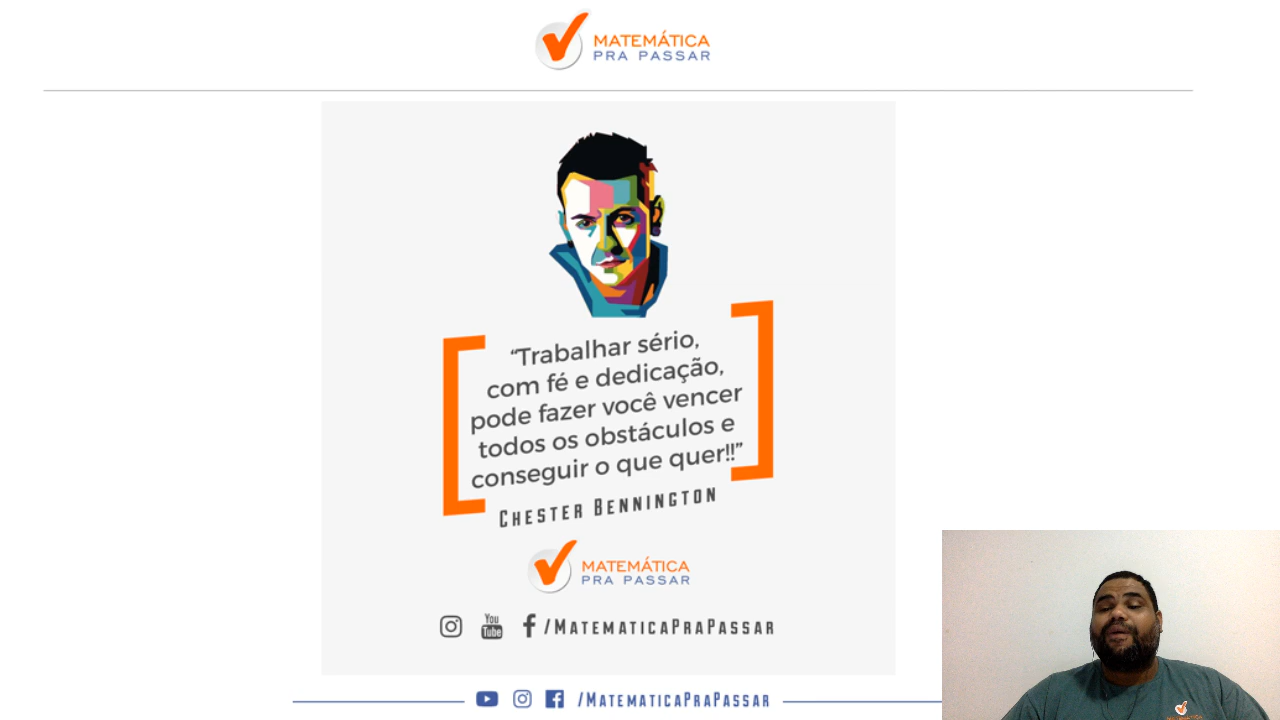 MATEMÁTICA
PRA PASSAR
“Trabalhar sério,
com fé e dedicação,
pode fazer você vencer
todos os obstáculos e
conseguir o que quer!!”
CHESTER BENNINGTON
MATEMÁTICA
PRA PASSAR
You
Tube
/MATEMATICAPRAPASSAR
/MATEMATICAPRAPASSAR